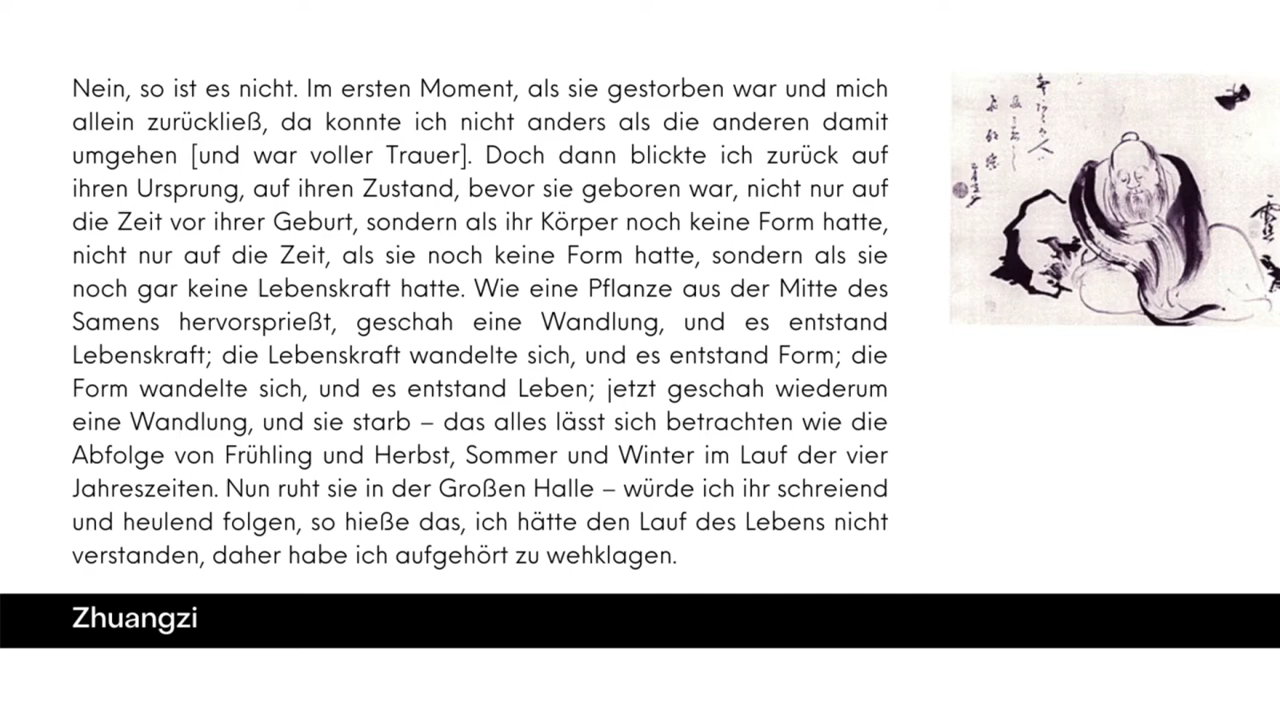 Nein, so ist es nicht. Im ersten Moment, als sie gestorben war und mich
allein zurückließ, da konnte ich nicht anders als die anderen damit
umgehen [und war voller Trauer]. Doch dann blickte ich zurück auf
ihren Ursprung, auf ihren Zustand, bevor sie geboren war, nicht nur auf
die Zeit vor ihrer Geburt, sondern als ihr Körper noch keine Form hatte,
nicht nur auf die Zeit, als sie noch keine Form hatte, sondern als sie
noch gar keine Lebenskraft hatte. Wie eine Pflanze aus der Mitte des
Samens hervorsprießt, geschah eine Wandlung, und es entstand
Lebenskraft; die Lebenskraft wandelte sich, und es entstand Form; die
Form wandelte sich, und es entstand Leben; jetzt geschah wiederum
eine Wandlung, und sie starb – das alles lässt sich betrachten wie die
Abfolge von Frühling und Herbst, Sommer und Winter im Lauf der vier
Jahreszeiten. Nun ruht sie in der Großen Halle – würde ich ihr schreiend
und heulend folgen, so hieße das, ich hätte den Lauf des Lebens nicht
verstanden, daher habe ich aufgehört zu wehklagen.
Zhuangzi